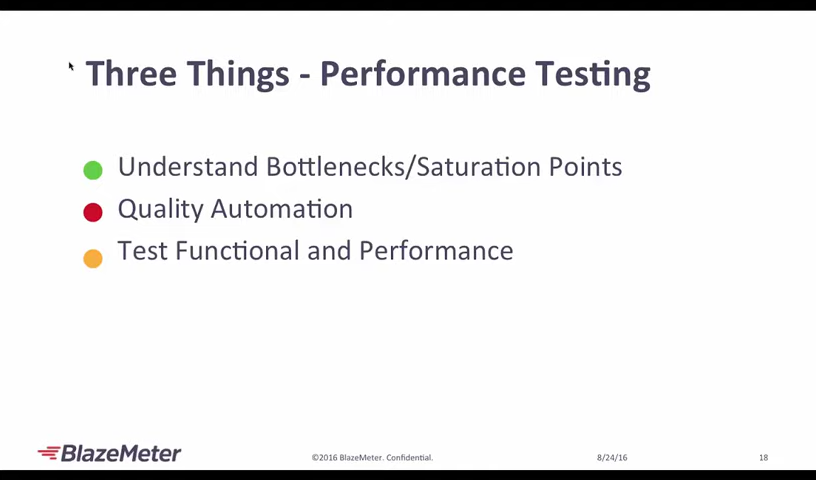 Three Things - Performance Testing
Understand Bottlenecks/Saturation Points
Quality Automation
Test Functional and Performance
BlazeMeter
©2016 BlazeMeter. Confidential.
8/24/16
18